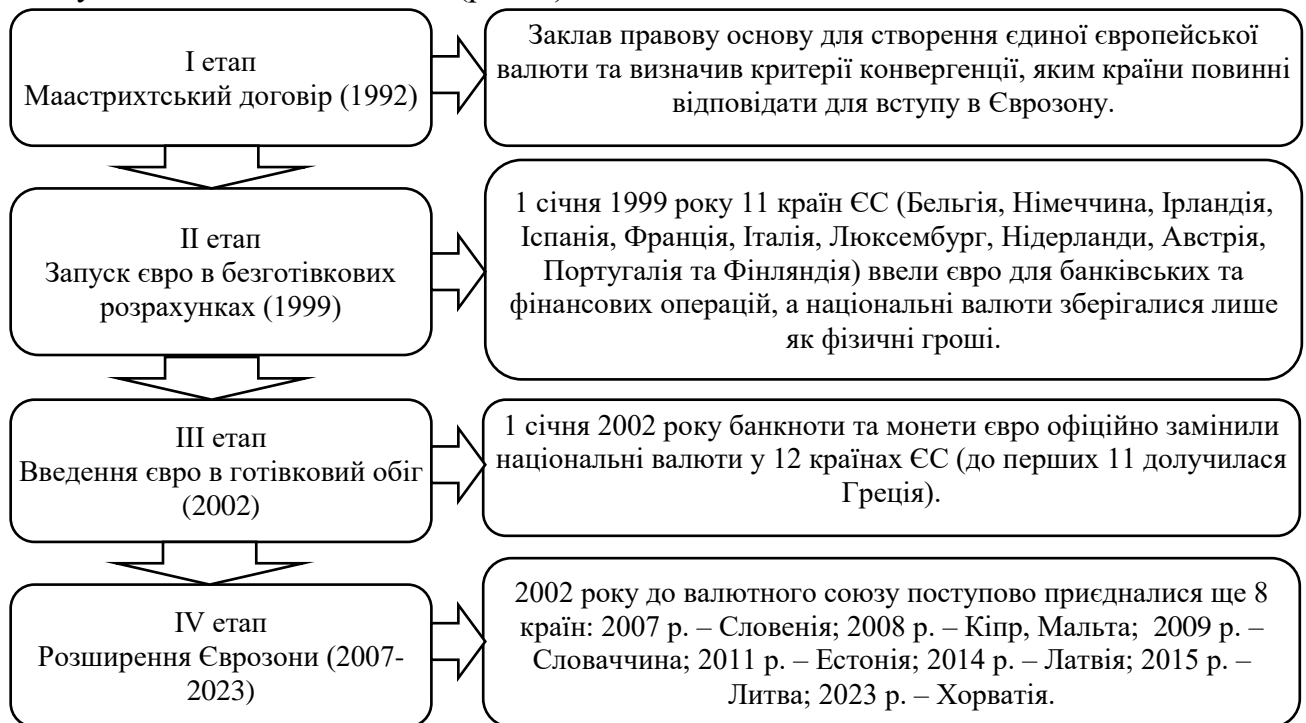 І етап
Маастрихтський договір (1992)
Заклав правову основу для створення єдиної європейської
валюти та визначив критерії конвергенції, яким країни повинні
відповідати для вступу в Єврозону.
ІІ етап
Запуск євро в безготівкових
розрахунках (1999)
1 січня 1999 року 11 країн ЄС (Бельгія, Німеччина, Ірландія,
Іспанія, Франція, Італія, Люксембург, Нідерланди, Австрія,
Португалія та Фінляндія) ввели євро для банківських та
фінансових операцій, а національні валюти зберігалися лише
як фізичні гроші.
ІІІ етап
Введення євро в готівковий обіг
(2002)
1 січня 2002 року банкноти та монети євро офіційно замінили
національні валюти у 12 країнах ЄС (до перших 11 долучилася
Греція).
IV етап
Розширення Єврозони (2007-
2023)
2002 року до валютного союзу поступово приєдналися ще 8
країн: 2007 р. – Словенія; 2008 р. – Кіпр, Мальта; 2009 р. –
Словаччина; 2011 р. – Естонія; 2014 р. – Латвія; 2015 р. –
Литва; 2023 р. – Хорватія.